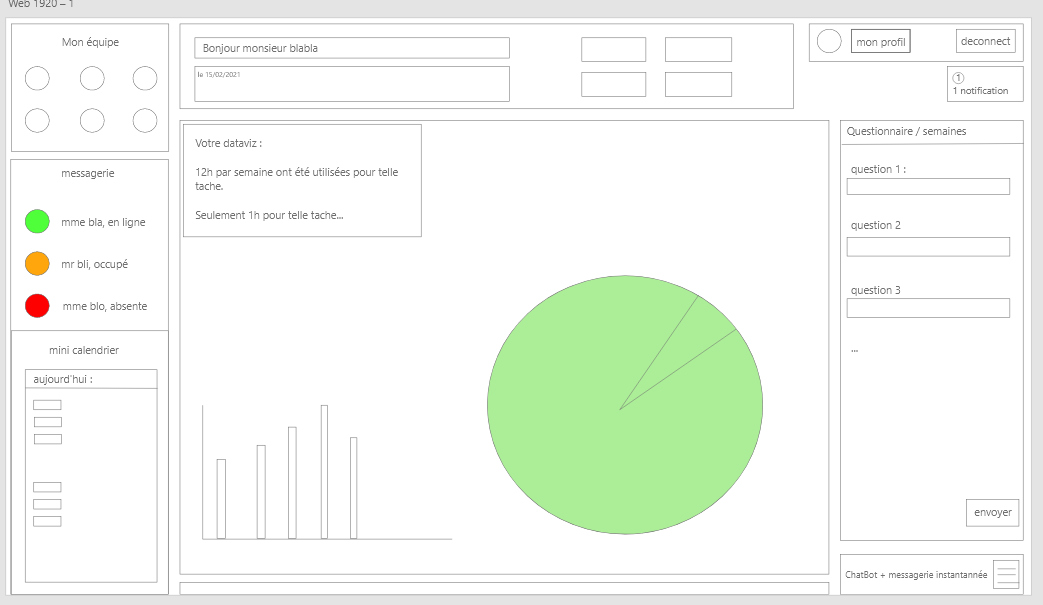 Web 1920 – 1
Mon équipe
Bonjour monsieur blabla
le 15/02/2021
mon profil
deconnect
1
1 notification
messagerie
mme bla, en ligne
mr bli, occupé
mme blo, absente
mini calendrier
aujourd'hui :
Votre dataviz :
12h par semaine ont été utilisées pour telle
tache.
Seulement 1h pour telle tache...
Questionnaire / semaines
question 1 :
question 2
question 3
...
envoyer
ChatBot + messagerie instantannée